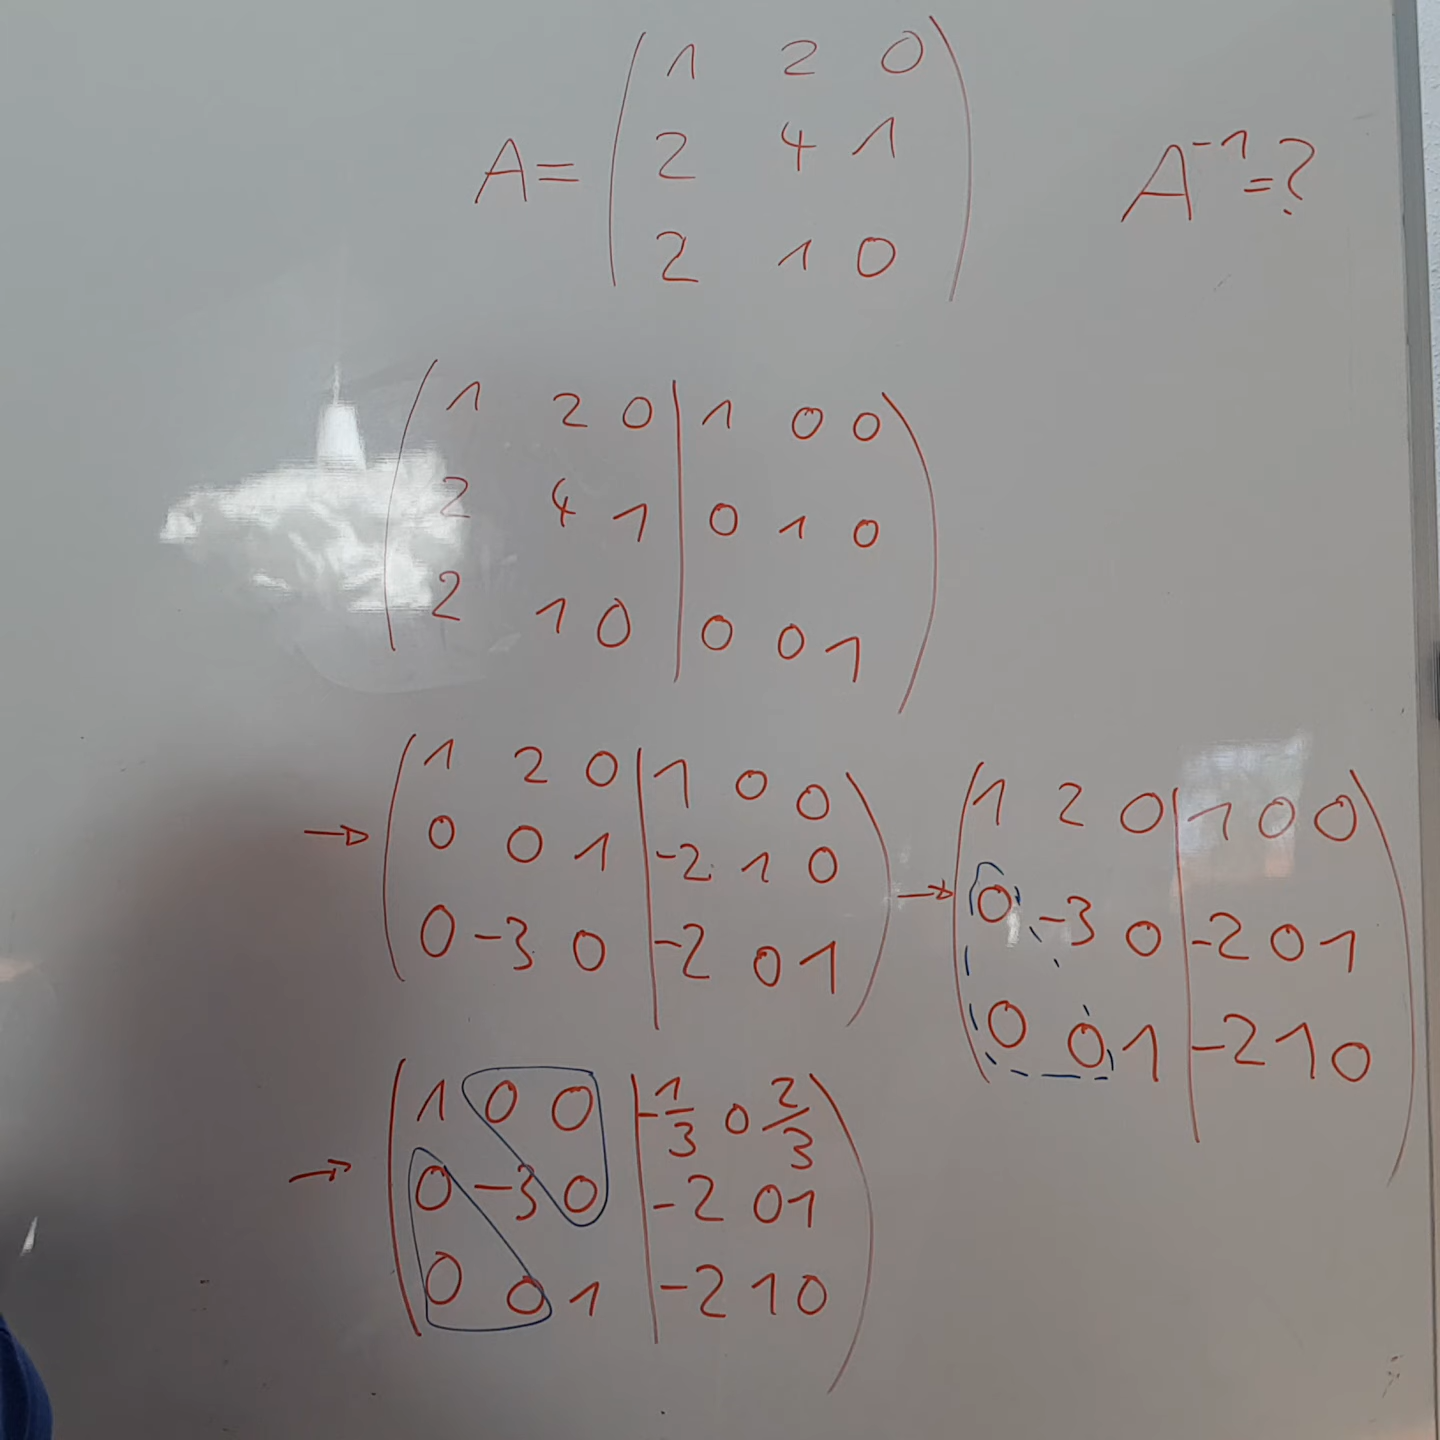 A = ( 1 2 0
2 4 1
2 1 0 ) A⁻¹=?
( 1 2 0 | 1 0 0
2 4 1 | 0 1 0
2 1 0 | 0 0 1 )
→ ( 1 2 0 | 1 0 0
0 0 1 | -2 1 0
0 -3 0 | -2 0 1 )
→ ( 1 2 0 | 1 0 0
0 -3 0 | -2 0 1
0 0 1 | -2 1 0 )
→ ( 1 0 0 | -1/3 0 2/3
0 -3 0 | -2 0 1
0 0 1 | -2 1 0 )